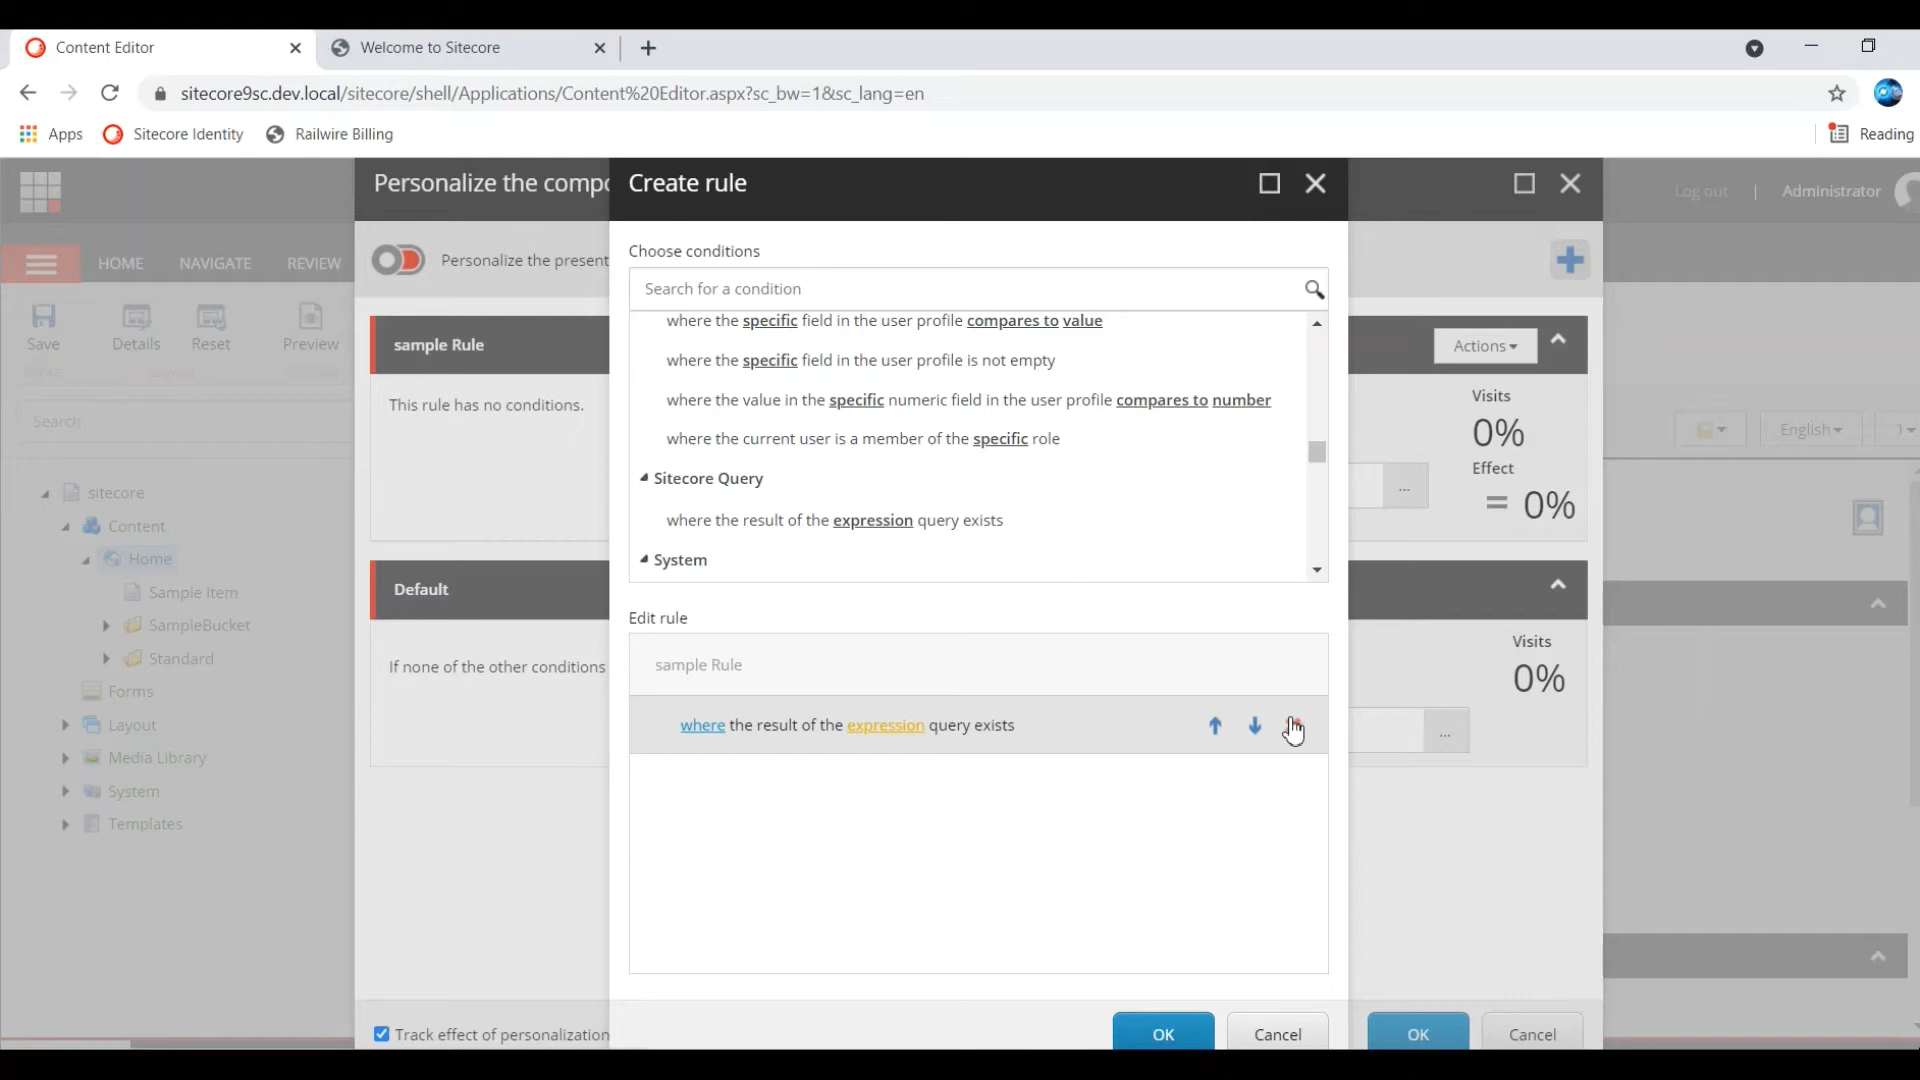 Content Editor
Welcome to Sitecore
sitecore9sc.dev.local/sitecore/shell/Applications/Content%20Editor.aspx?sc_bw=1&sc_lang=en
Apps
Sitecore Identity
Railwire Billing
Reading
Personalize the compo
Create rule
Log out
Administrator
HOME
NAVIGATE
REVIEW
Personalize the present
Choose conditions
Search for a condition
Save
Details
Reset
Preview
sample Rule
This rule has no conditions.
Actions
Visits
0%
Effect
= 0%
where the specific field in the user profile compares to value
where the specific field in the user profile is not empty
where the value in the specific numeric field in the user profile compares to number
where the current user is a member of the specific role
Sitecore Query
where the result of the expression query exists
System
Search
English
1
sitecore
Content
Home
Sample Item
SampleBucket
Standard
Forms
Layout
Media Library
System
Templates
...
Default
If none of the other conditions
Visits
0%
...
Edit rule
sample Rule
where the result of the expression query exists
Track effect of personalization
OK
Cancel
OK
Cancel